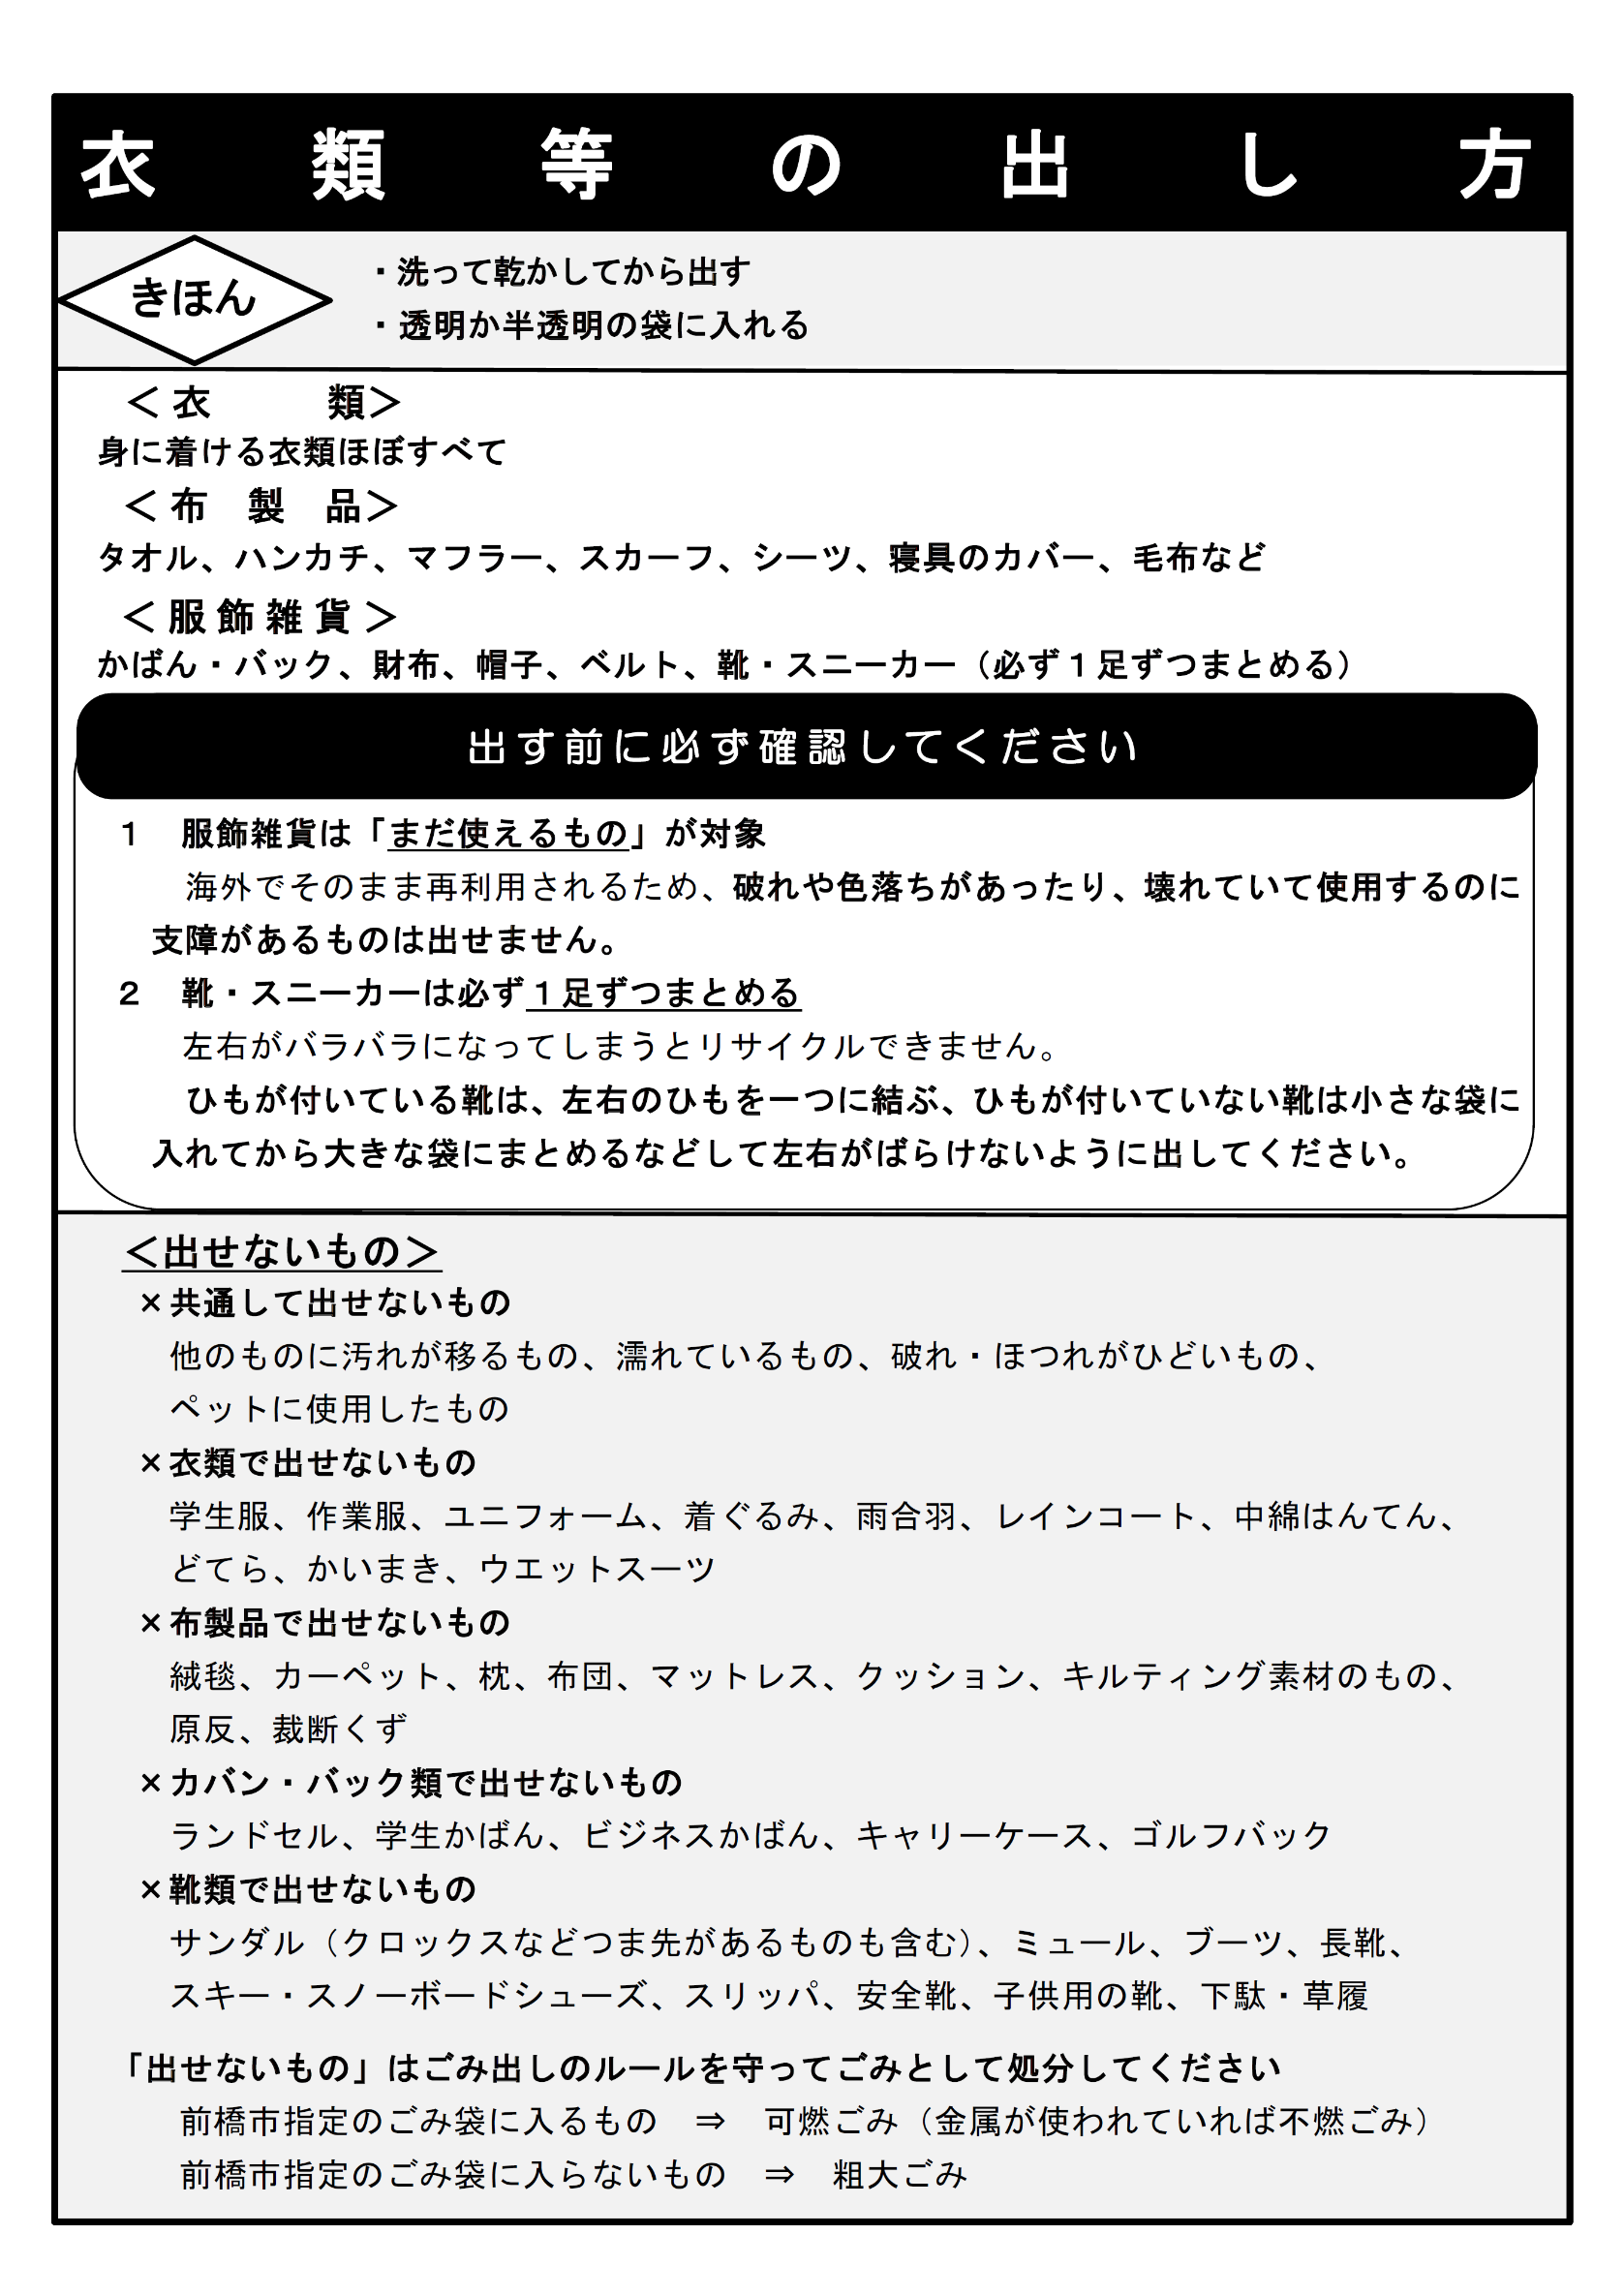 衣類等の出し方
きほん
・洗って乾かしてから出す
・透明か半透明の袋に入れる
＜衣　　　類＞
身に着ける衣類ほぼすべて
＜布　製　品＞
タオル、ハンカチ、マフラー、スカーフ、シーツ、寝具のカバー、毛布など
＜服飾雑貨＞
かばん・バック、財布、帽子、ベルト、靴・スニーカー（必ず１足ずつまとめる）
出す前に必ず確認してください
１　服飾雑貨は「まだ使えるもの」が対象
海外でそのまま再利用されるため、破れや色落ちがあったり、壊れていて使用するのに
支障があるものは出せません。
２　靴・スニーカーは必ず１足ずつまとめる
左右がバラバラになってしまうとリサイクルできません。
ひもが付いている靴は、左右のひもを一つに結ぶ、ひもが付いていない靴は小さな袋に
入れてから大きな袋にまとめるなどして左右がばらけないように出してください。
＜出せないもの＞
×共通して出せないもの
他のものに汚れが移るもの、濡れているもの、破れ・ほつれがひどいもの、
ペットに使用したもの
×衣類で出せないもの
学生服、作業服、ユニフォーム、着ぐるみ、雨合羽、レインコート、中綿はんてん、
どてら、かいまき、ウエットスーツ
×布製品で出せないもの
絨毯、カーペット、枕、布団、マットレス、クッション、キルティング素材のもの、
原反、裁断くず
×カバン・バック類で出せないもの
ランドセル、学生かばん、ビジネスかばん、キャリーケース、ゴルフバック
×靴類で出せないもの
サンダル（クロックスなどつま先があるものも含む）、ミュール、ブーツ、長靴、
スキー・スノーボードシューズ、スリッパ、安全靴、子供用の靴、下駄・草履
「出せないもの」はごみ出しのルールを守ってごみとして処分してください
前橋市指定のごみ袋に入るもの　⇒　可燃ごみ（金属が使われていれば不燃ごみ）
前橋市指定のごみ袋に入らないもの　⇒　粗大ごみ